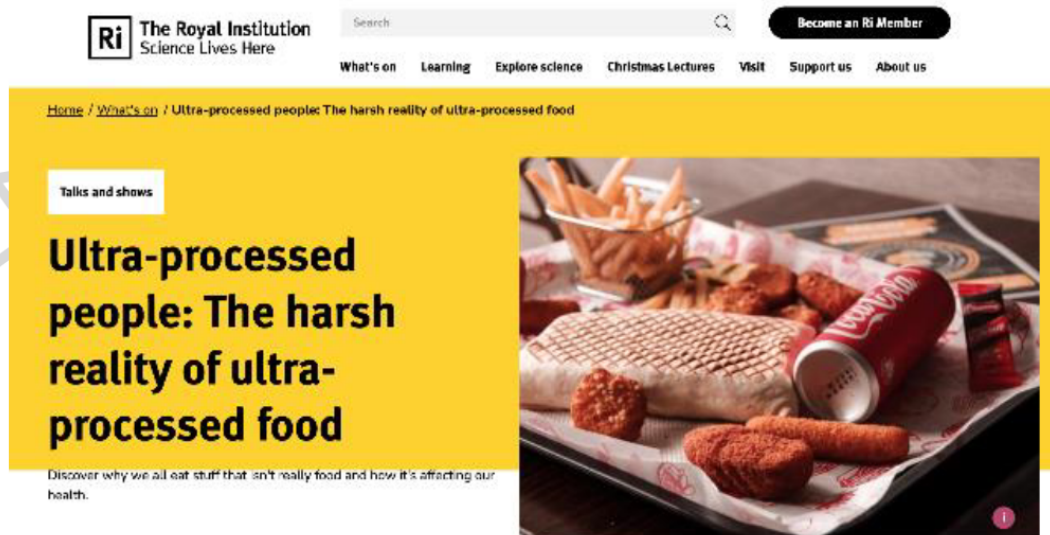 Ri
The Royal Institution
Science Lives Here
Search
Become an Ri Member
What's on Learning Explore science Christmas Lectures Visit Support us About us
Home / What's on / Ultra-processed people: The harsh reality of ultra-processed food
Talks and shows
Ultra-processed
people: The harsh
reality of ultra-
processed food
Discover why we all eat stuff that isn't really food and how it's affecting our
health.
Coca-Cola
i